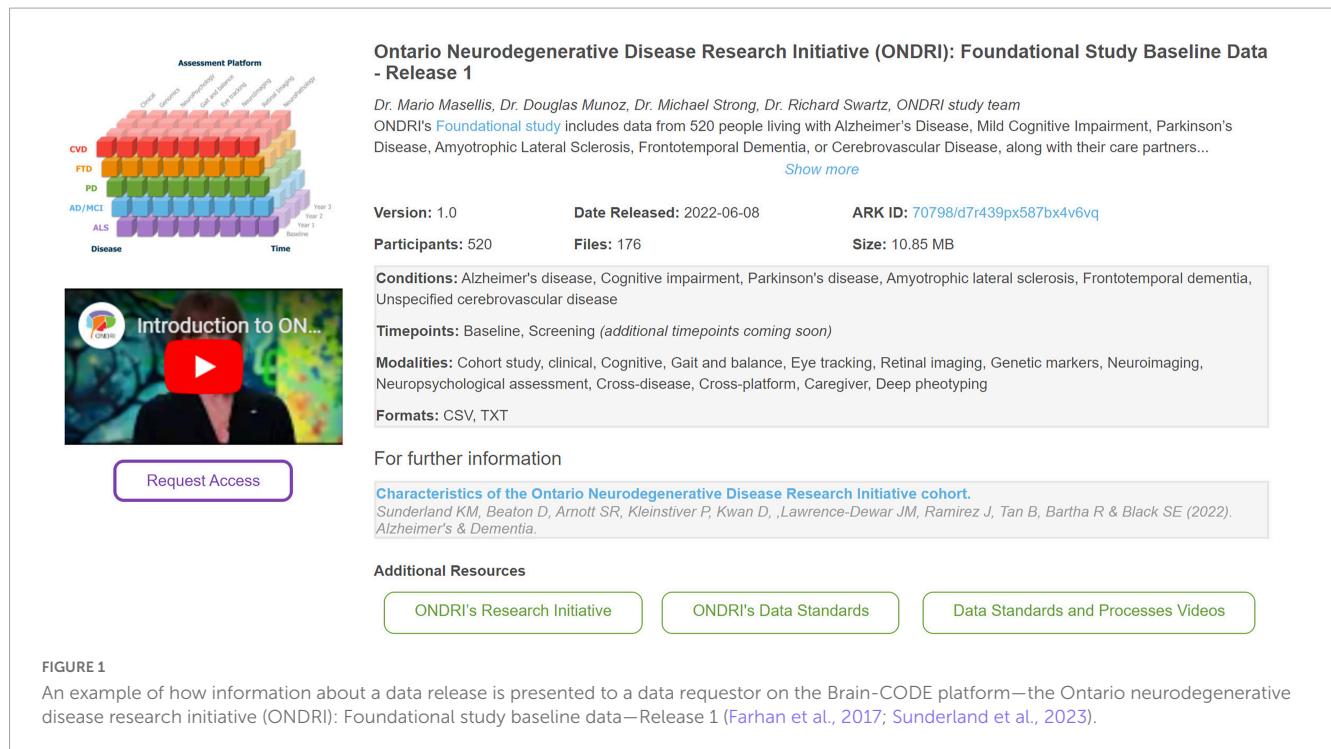 Assessment Platform
Clinical
Genomics
NeuroPsychology
Gait and balance
Eye tracking
NeuroImaging
Retinal Imaging
NeuroPathology
CVD
FTD
PD
AD/MCI
ALS
Year 3
Year 2
Year 1
Baseline
Disease
Time
ONDRI
Introduction to ON...
Request Access
Ontario Neurodegenerative Disease Research Initiative (ONDRI): Foundational Study Baseline Data
- Release 1
Dr. Mario Masellis, Dr. Douglas Munoz, Dr. Michael Strong, Dr. Richard Swartz, ONDRI study team
ONDRI's Foundational study includes data from 520 people living with Alzheimer's Disease, Mild Cognitive Impairment, Parkinson's
Disease, Amyotrophic Lateral Sclerosis, Frontotemporal Dementia, or Cerebrovascular Disease, along with their care partners...
Show more
Version: 1.0 Date Released: 2022-06-08 ARK ID: 70798/d7r439px587bx4v6vq
Participants: 520 Files: 176 Size: 10.85 MB
Conditions: Alzheimer's disease, Cognitive impairment, Parkinson's disease, Amyotrophic lateral sclerosis, Frontotemporal dementia,
Unspecified cerebrovascular disease
Timepoints: Baseline, Screening (additional timepoints coming soon)
Modalities: Cohort study, clinical, Cognitive, Gait and balance, Eye tracking, Retinal imaging, Genetic markers, Neuroimaging,
Neuropsychological assessment, Cross-disease, Cross-platform, Caregiver, Deep pheotyping
Formats: CSV, TXT
For further information
Characteristics of the Ontario Neurodegenerative Disease Research Initiative cohort.
Sunderland KM, Beaton D, Arnott SR, Kleinstiver P, Kwan D, ,Lawrence-Dewar JM, Ramirez J, Tan B, Bartha R & Black SE (2022).
Alzheimer's & Dementia.
Additional Resources
ONDRI's Research Initiative ONDRI's Data Standards Data Standards and Processes Videos
FIGURE 1
An example of how information about a data release is presented to a data requestor on the Brain-CODE platform—the Ontario neurodegenerative
disease research initiative (ONDRI): Foundational study baseline data—Release 1 (Farhan et al., 2017; Sunderland et al., 2023).